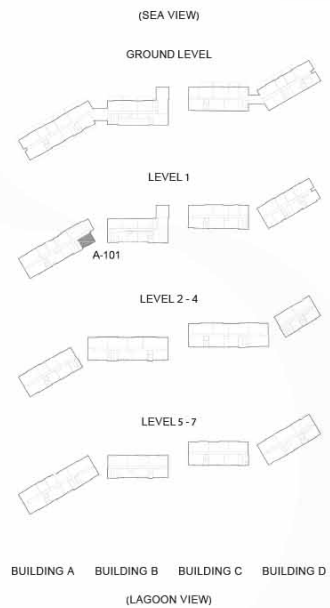 (SEA VIEW)
GROUND LEVEL
LEVEL 1
A-101
LEVEL 2 - 4
LEVEL 5 - 7
BUILDING A BUILDING B BUILDING C BUILDING D
(LAGOON VIEW)